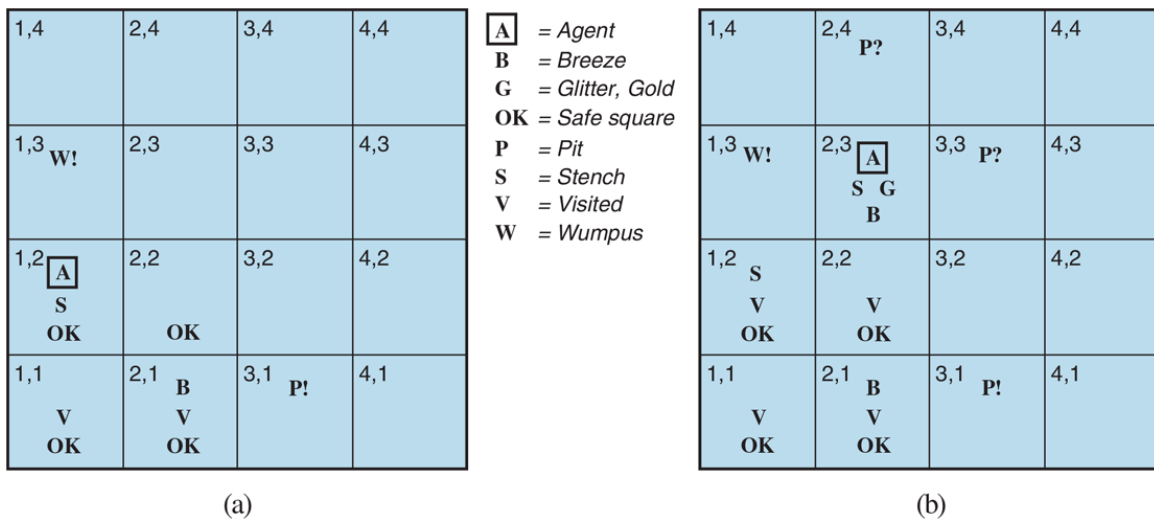 1,4 2,4 3,4 4,4
1,3 W! 2,3 3,3 4,3
1,2 A 2,2 3,2 4,2
S
OK OK
1,1 2,1 B 3,1 P! 4,1
V V
OK OK
(a)
A = Agent
B = Breeze
G = Glitter, Gold
OK = Safe square
P = Pit
S = Stench
V = Visited
W = Wumpus
1,4 2,4 P? 3,4 4,4
1,3 W! 2,3 A 3,3 P? 4,3
S G
B
1,2 S 2,2 3,2 4,2
V V
OK OK
1,1 2,1 B 3,1 P! 4,1
V V
OK OK
(b)